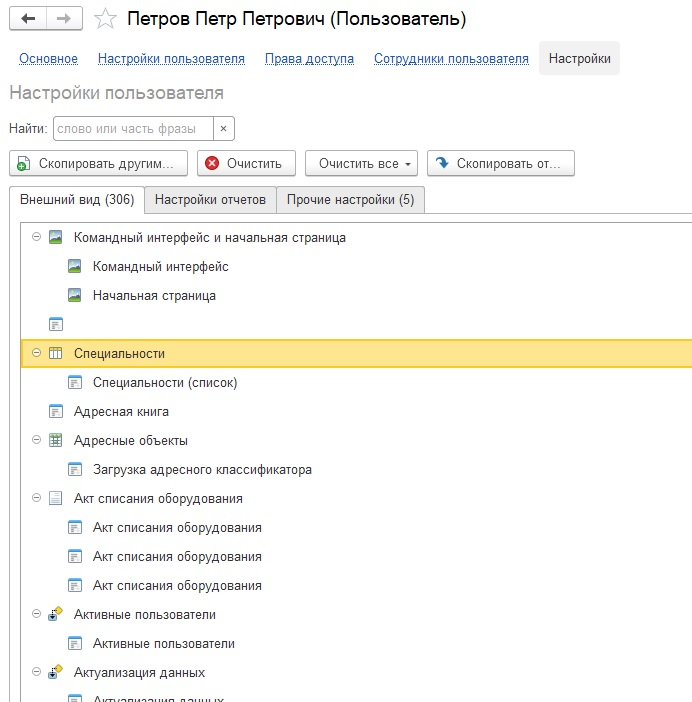 Петров Петр Петрович (Пользователь)
Основное Настройки пользователя Права доступа Сотрудники пользователя Настройки
Настройки пользователя
Найти: слово или часть фразы ×
Скопировать другим... Очистить Очистить все Скопировать от...
Внешний вид (306) Настройки отчетов Прочие настройки (5)
Командный интерфейс и начальная страница
Командный интерфейс
Начальная страница
Специальности
Специальности (список)
Адресная книга
Адресные объекты
Загрузка адресного классификатора
Акт списания оборудования
Акт списания оборудования
Акт списания оборудования
Акт списания оборудования
Активные пользователи
Активные пользователи
Актуализация данных
Актуализация данных